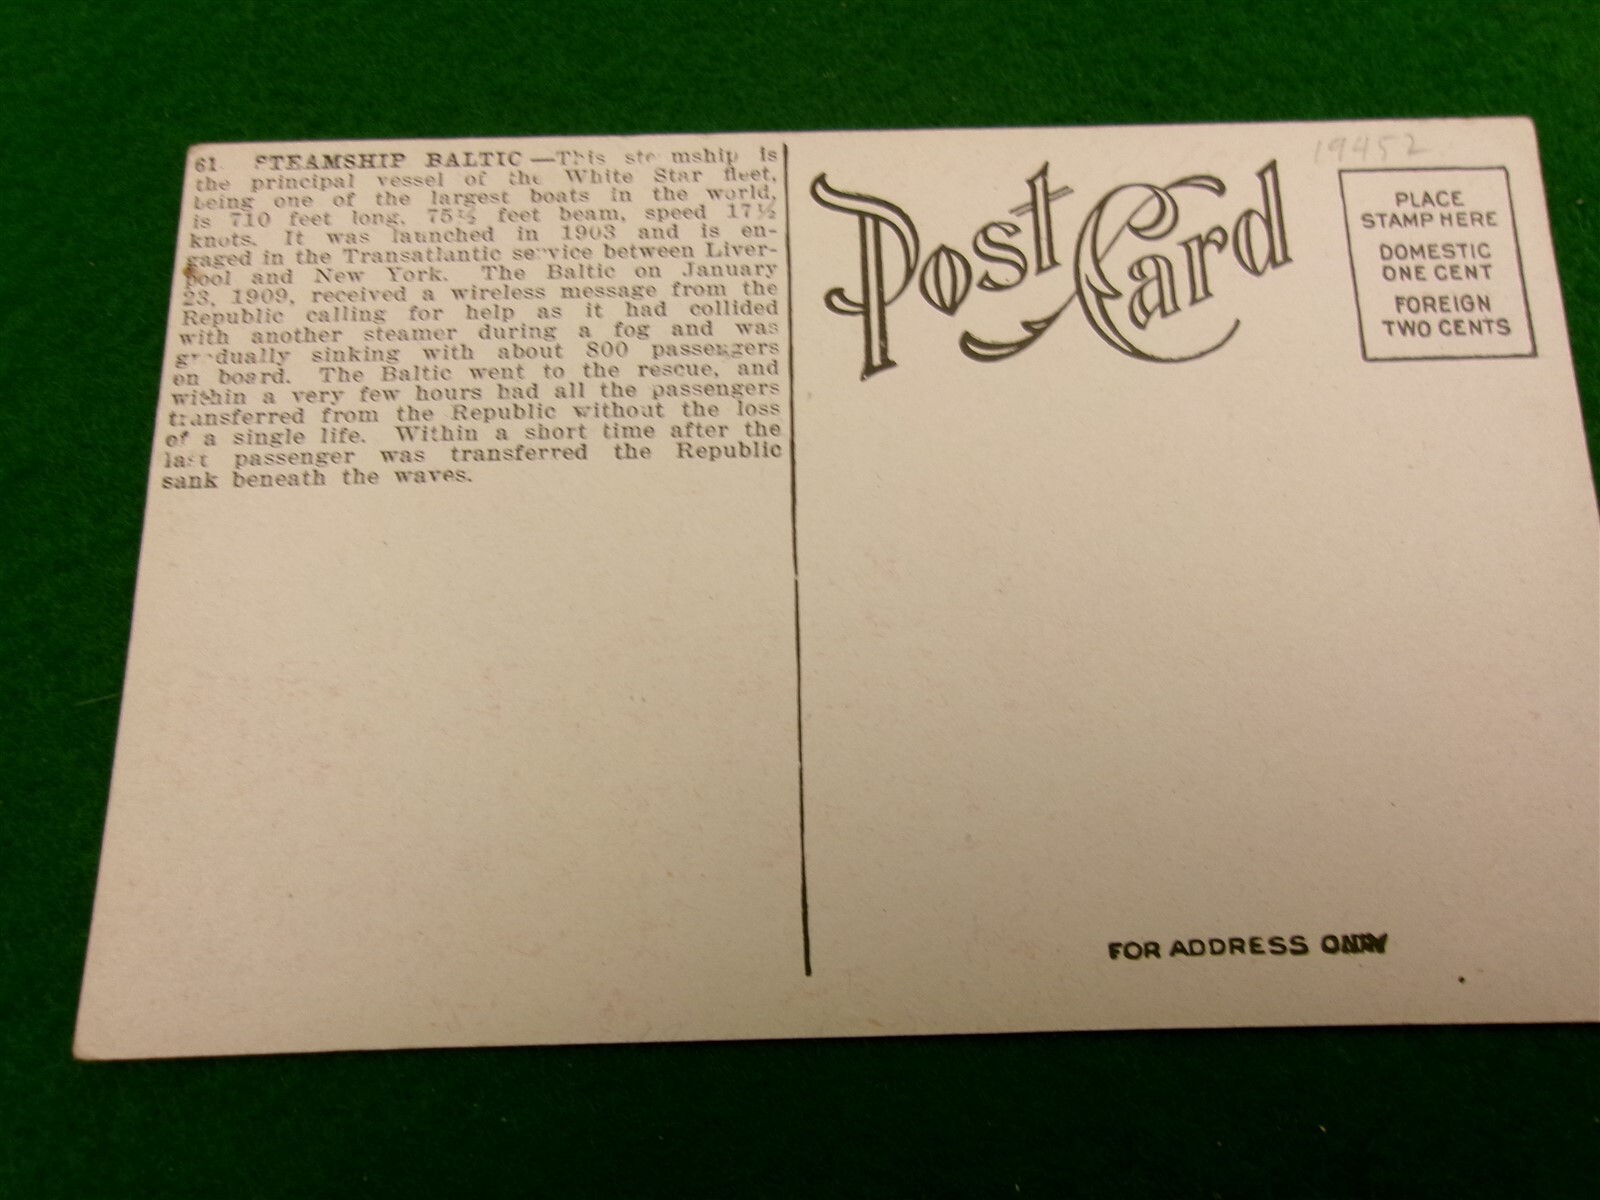 61. STEAMSHIP BALTIC—This steamship is
the principal vessel of the White Star fleet,
being one of the largest boats in the world,
is 710 feet long, 75½ feet beam, speed 17½
knots. It was launched in 1903 and is en-
gaged in the Transatlantic service between Liver-
pool and New York. The Baltic on January
23, 1909, received a wireless message from the
Republic calling for help as it had collided
with another steamer during a fog and was
gradually sinking with about 800 passengers
on board. The Baltic went to the rescue, and
within a very few hours had all the passengers
transferred from the Republic without the loss
of a single life. Within a short time after the
last passenger was transferred the Republic
sank beneath the waves.
Post Card
19452
PLACE
STAMP HERE
DOMESTIC
ONE CENT
FOREIGN
TWO CENTS
FOR ADDRESS ONLY